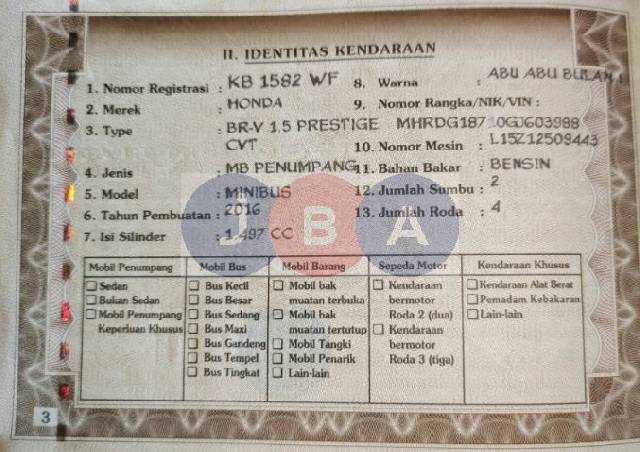 II. IDENTITAS KENDARAAN
1. Nomor Registrasi : KB 1582 WF
2. Merek : HONDA
3. Type : BR-V 1.5 PRESTIGE
CVT
4. Jenis : MB PENUMPANG
5. Model : MINIBUS
6. Tahun Pembuatan : 2016
7. Isi Silinder : 1.497 CC
8. Warna : ABU ABU BULAN
9. Nomor Rangka/NIK/VIN :
MHRDG18710GJ603988
10. Nomor Mesin : L15Z12509443
11. Bahan Bakar : BENSIN
12. Jumlah Sumbu : 2
13. Jumlah Roda : 4
JBA
Mobil Penumpang
Sedan
Bukan Sedan
Mobil Penumpang
Keperluan Khusus
Mobil Bus
Bus Kecil
Bus Besar
Bus Sedang
Bus Maxi
Bus Gandeng
Bus Tempel
Bus Tingkat
Mobil Barang
Mobil bak
muatan terbuka
Mobil bak
muatan tertutup
Mobil Tangki
Mobil Penarik
Lain-lain
Sepeda Motor
Kendaraan
bermotor
Roda 2 (dua)
Kendaraan
bermotor
Roda 3 (tiga)
Kendaraan Khusus
Kendaraan Alat Berat
Pemadam Kebakaran
Lain-lain
3